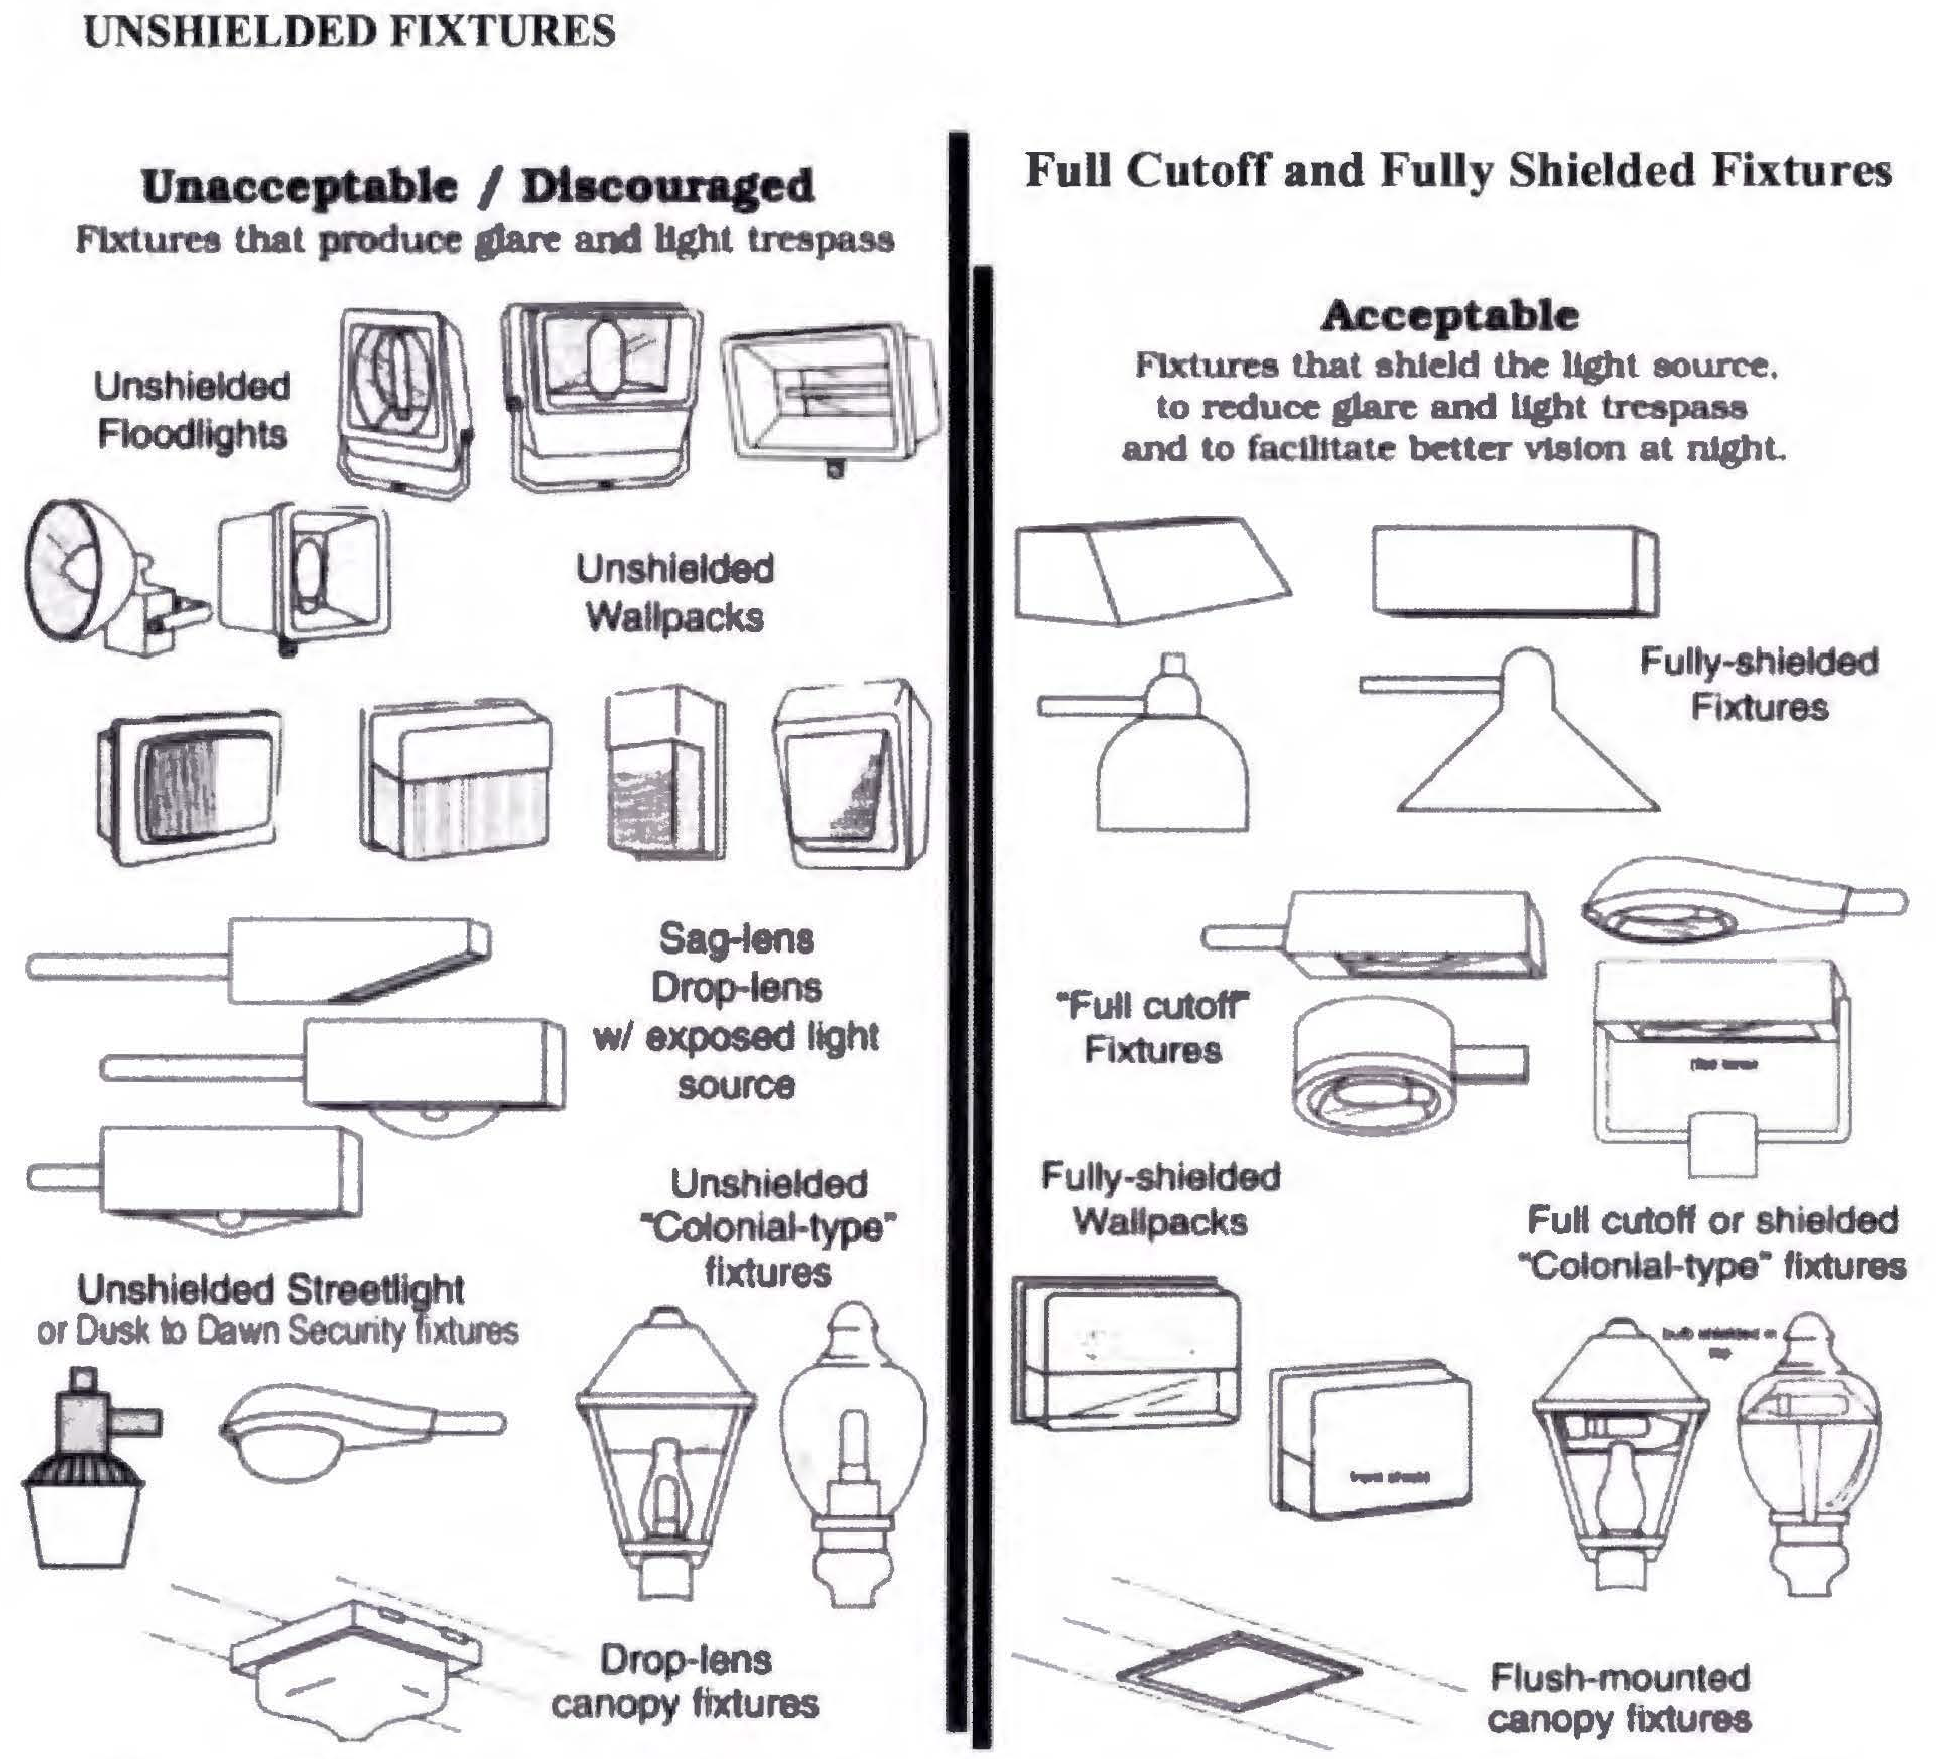 UNSHIELDED FIXTURES
Unacceptable / Discouraged
Fixtures that produce glare and light trespass
Unshielded
Floodlights
Unshielded
Wallpacks
Sag-lens
Drop-lens
w/ exposed light
source
Unshielded
"Colonial-type"
fixtures
Unshielded Streetlight
or Dusk to Dawn Security fixtures
Drop-lens
canopy fixtures
Full Cutoff and Fully Shielded Fixtures
Acceptable
Fixtures that shield the light source,
to reduce glare and light trespass
and to facilitate better vision at night.
Fully-shielded
Fixtures
"Full cutoff"
Fixtures
Fully-shielded
Wallpacks
Full cutoff or shielded
"Colonial-type" fixtures
bulb shielded in
Flush-mounted
canopy fixtures